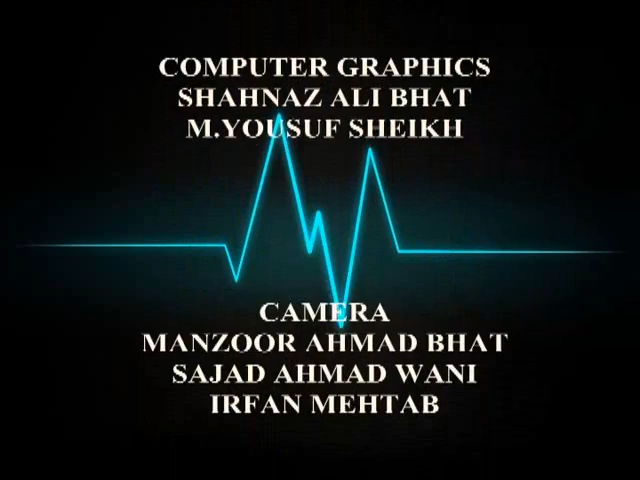 COMPUTER GRAPHICS
SHAHNAZ ALI BHAT
M.YOUSUF SHEIKH
CAMERA
MANZOOR AHMAD BHAT
SAJAD AHMAD WANI
IRFAN MEHTAB